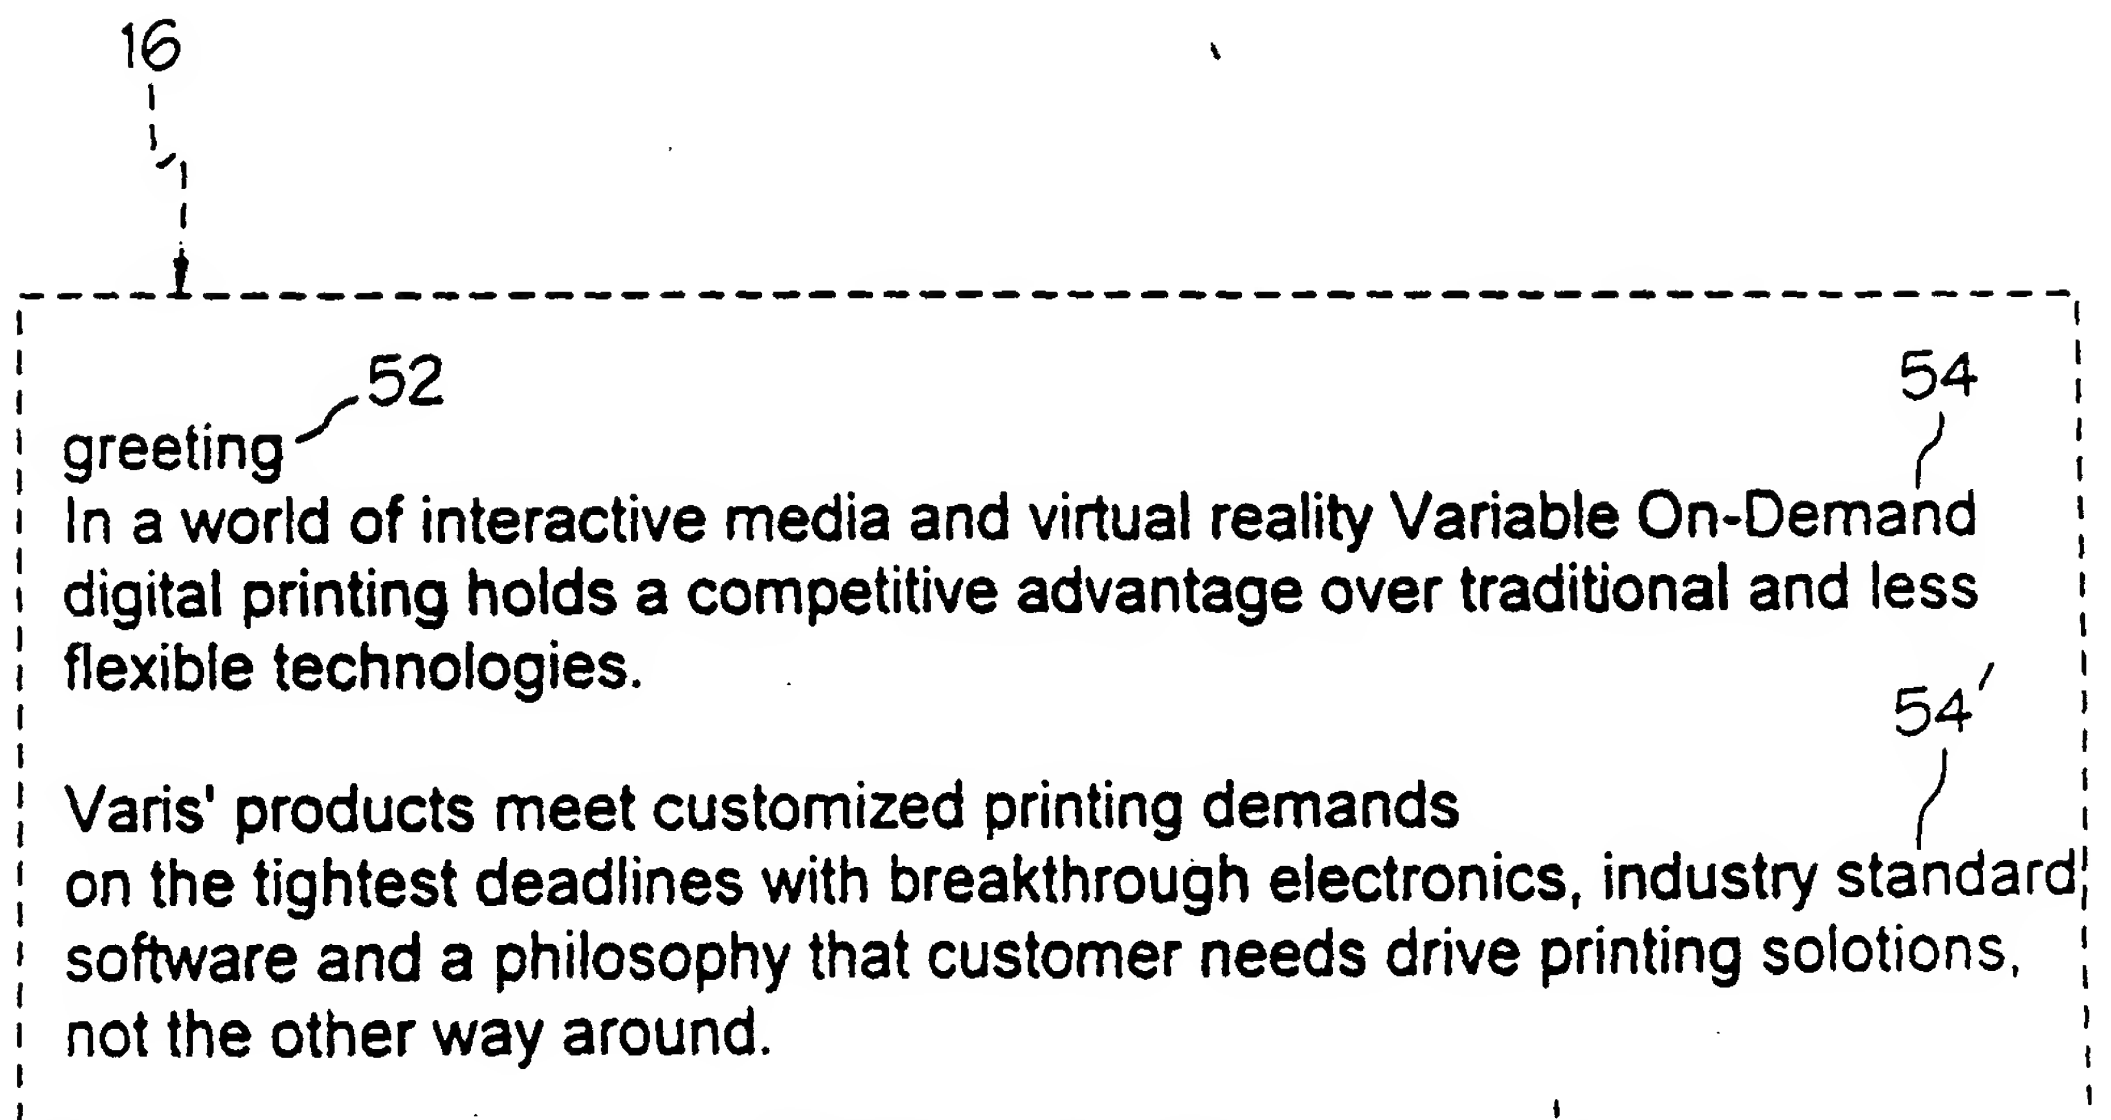 16
52
54
greeting
In a world of interactive media and virtual reality Variable On-Demand
digital printing holds a competitive advantage over traditional and less
flexible technologies.
54'
Varis' products meet customized printing demands
on the tightest deadlines with breakthrough electronics, industry standard
software and a philosophy that customer needs drive printing solotions,
not the other way around.